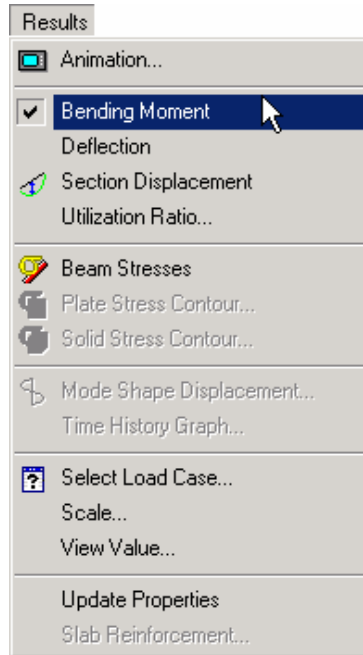 Results
Animation...
Bending Moment
Deflection
Section Displacement
Utilization Ratio...
Beam Stresses
Plate Stress Contour...
Solid Stress Contour...
Mode Shape Displacement...
Time History Graph...
Select Load Case...
Scale...
View Value...
Update Properties
Slab Reinforcement...